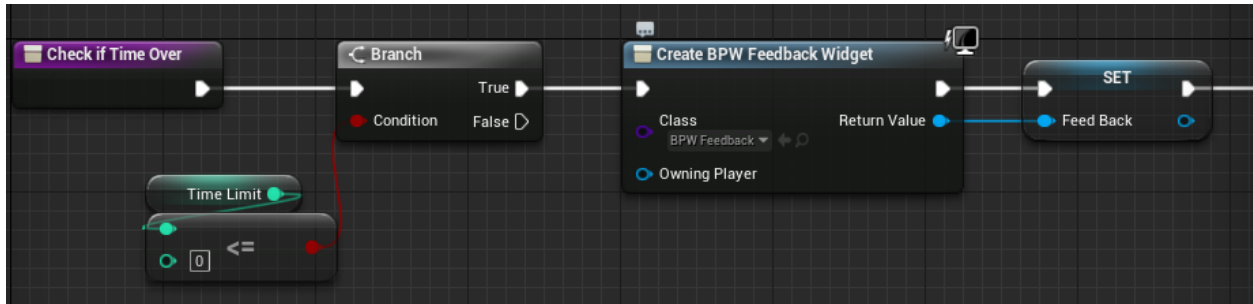 Check if Time Over
Branch
True
Condition
False
Create BPW Feedback Widget
Class
BPW Feedback
Return Value
Owning Player
SET
Feed Back
Time Limit
<=
0